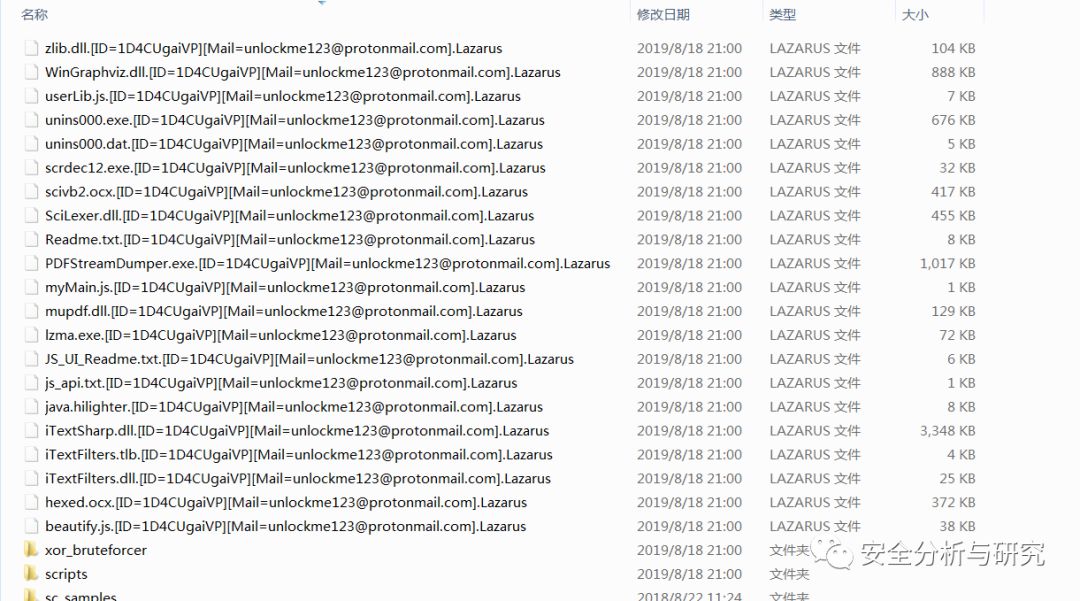 名称 修改日期 类型 大小
zlib.dll.[ID=1D4CUgaiVP][Mail=unlockme123@protonmail.com].Lazarus 2019/8/18 21:00 LAZARUS 文件 104 KB
WinGraphviz.dll.[ID=1D4CUgaiVP][Mail=unlockme123@protonmail.com].Lazarus 2019/8/18 21:00 LAZARUS 文件 888 KB
userLib.js.[ID=1D4CUgaiVP][Mail=unlockme123@protonmail.com].Lazarus 2019/8/18 21:00 LAZARUS 文件 7 KB
unins000.exe.[ID=1D4CUgaiVP][Mail=unlockme123@protonmail.com].Lazarus 2019/8/18 21:00 LAZARUS 文件 676 KB
unins000.dat.[ID=1D4CUgaiVP][Mail=unlockme123@protonmail.com].Lazarus 2019/8/18 21:00 LAZARUS 文件 5 KB
scrdec12.exe.[ID=1D4CUgaiVP][Mail=unlockme123@protonmail.com].Lazarus 2019/8/18 21:00 LAZARUS 文件 32 KB
scivb2.ocx.[ID=1D4CUgaiVP][Mail=unlockme123@protonmail.com].Lazarus 2019/8/18 21:00 LAZARUS 文件 417 KB
SciLexer.dll.[ID=1D4CUgaiVP][Mail=unlockme123@protonmail.com].Lazarus 2019/8/18 21:00 LAZARUS 文件 455 KB
Readme.txt.[ID=1D4CUgaiVP][Mail=unlockme123@protonmail.com].Lazarus 2019/8/18 21:00 LAZARUS 文件 8 KB
PDFStreamDumper.exe.[ID=1D4CUgaiVP][Mail=unlockme123@protonmail.com].Lazarus 2019/8/18 21:00 LAZARUS 文件 1,017 KB
myMain.js.[ID=1D4CUgaiVP][Mail=unlockme123@protonmail.com].Lazarus 2019/8/18 21:00 LAZARUS 文件 1 KB
mupdf.dll.[ID=1D4CUgaiVP][Mail=unlockme123@protonmail.com].Lazarus 2019/8/18 21:00 LAZARUS 文件 129 KB
lzma.exe.[ID=1D4CUgaiVP][Mail=unlockme123@protonmail.com].Lazarus 2019/8/18 21:00 LAZARUS 文件 72 KB
JS_UI_Readme.txt.[ID=1D4CUgaiVP][Mail=unlockme123@protonmail.com].Lazarus 2019/8/18 21:00 LAZARUS 文件 6 KB
js_api.txt.[ID=1D4CUgaiVP][Mail=unlockme123@protonmail.com].Lazarus 2019/8/18 21:00 LAZARUS 文件 1 KB
java.hilighter.[ID=1D4CUgaiVP][Mail=unlockme123@protonmail.com].Lazarus 2019/8/18 21:00 LAZARUS 文件 8 KB
iTextSharp.dll.[ID=1D4CUgaiVP][Mail=unlockme123@protonmail.com].Lazarus 2019/8/18 21:00 LAZARUS 文件 3,348 KB
iTextFilters.tlb.[ID=1D4CUgaiVP][Mail=unlockme123@protonmail.com].Lazarus 2019/8/18 21:00 LAZARUS 文件 4 KB
iTextFilters.dll.[ID=1D4CUgaiVP][Mail=unlockme123@protonmail.com].Lazarus 2019/8/18 21:00 LAZARUS 文件 25 KB
hexed.ocx.[ID=1D4CUgaiVP][Mail=unlockme123@protonmail.com].Lazarus 2019/8/18 21:00 LAZARUS 文件 372 KB
beautify.js.[ID=1D4CUgaiVP][Mail=unlockme123@protonmail.com].Lazarus 2019/8/18 21:00 LAZARUS 文件 38 KB
xor_bruteforcer 2019/8/18 21:00 文件夹 安全分析与研究
scripts 2019/8/18 21:00 文件夹
sc_samples 2018/8/22 11:24 文件夹